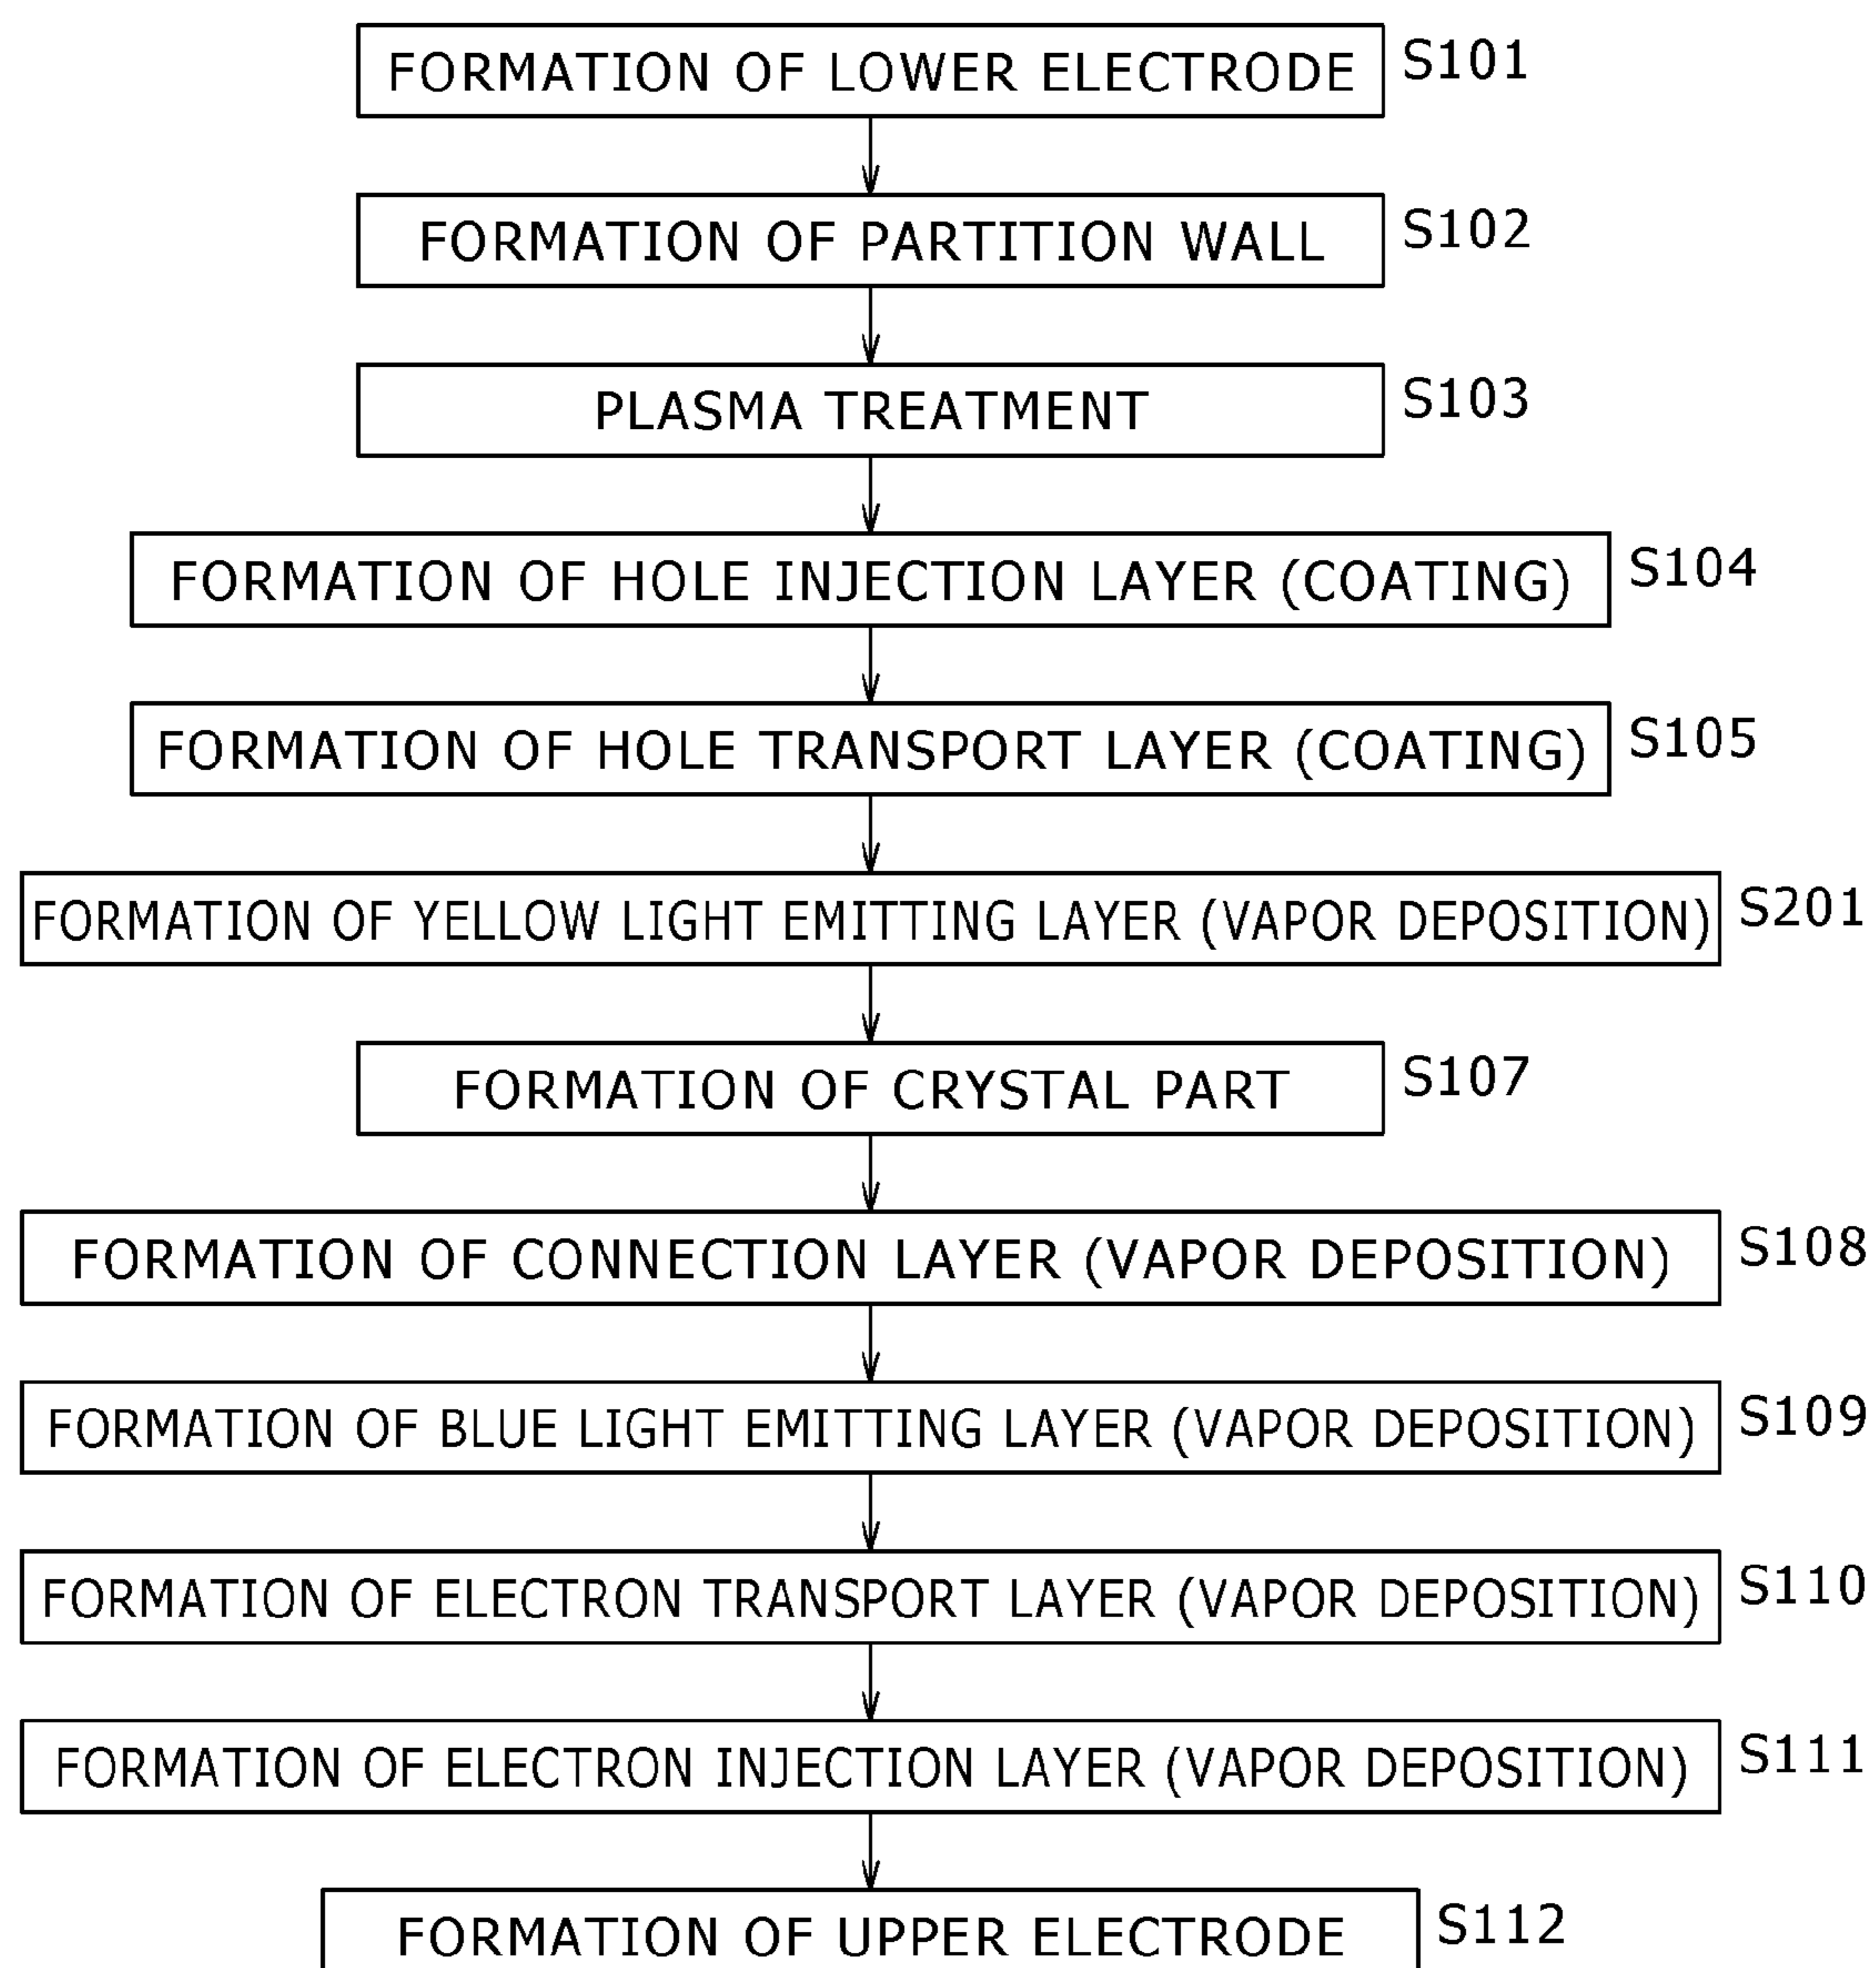 FORMATION OF LOWER ELECTRODE S101
FORMATION OF PARTITION WALL S102
PLASMA TREATMENT S103
FORMATION OF HOLE INJECTION LAYER (COATING) S104
FORMATION OF HOLE TRANSPORT LAYER (COATING) S105
FORMATION OF YELLOW LIGHT EMITTING LAYER (VAPOR DEPOSITION) S201
FORMATION OF CRYSTAL PART S107
FORMATION OF CONNECTION LAYER (VAPOR DEPOSITION) S108
FORMATION OF BLUE LIGHT EMITTING LAYER (VAPOR DEPOSITION) S109
FORMATION OF ELECTRON TRANSPORT LAYER (VAPOR DEPOSITION) S110
FORMATION OF ELECTRON INJECTION LAYER (VAPOR DEPOSITION) S111
FORMATION OF UPPER ELECTRODE S112